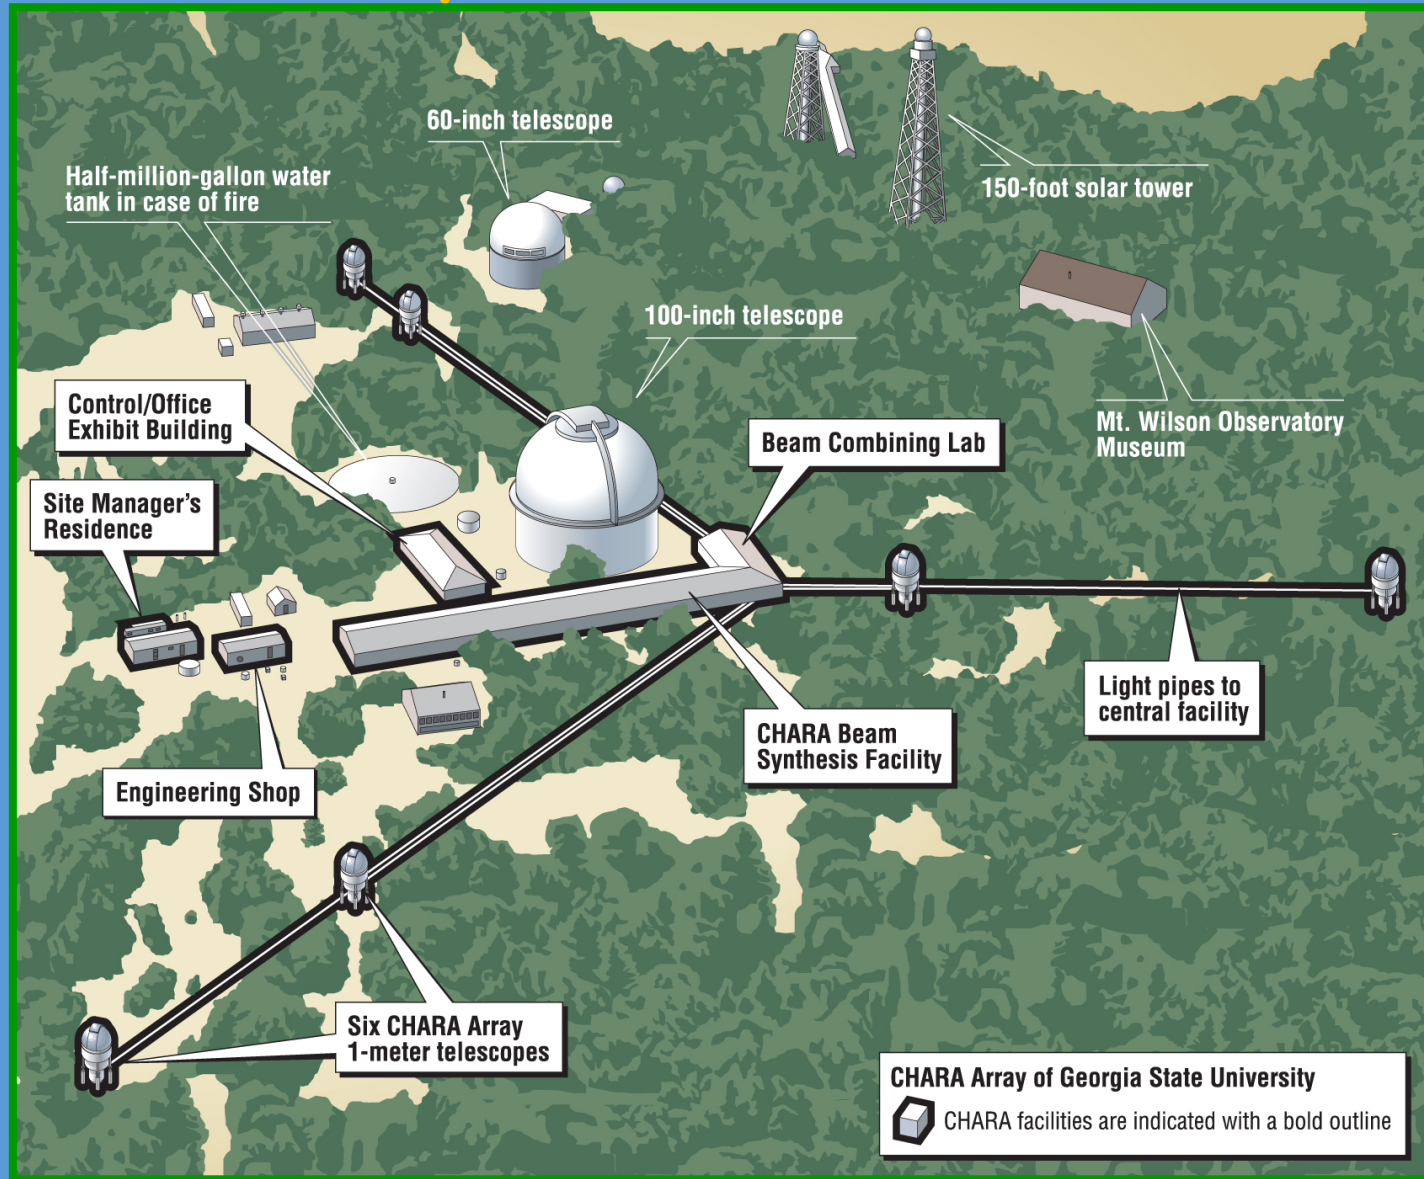 60-inch telescope
Half-million-gallon water
tank in case of fire
150-foot solar tower
100-inch telescope
Control/Office
Exhibit Building
Beam Combining Lab
Mt. Wilson Observatory
Museum
Site Manager's
Residence
Light pipes to
central facility
CHARA Beam
Synthesis Facility
Engineering Shop
Six CHARA Array
1-meter telescopes
CHARA Array of Georgia State University
CHARA facilities are indicated with a bold outline